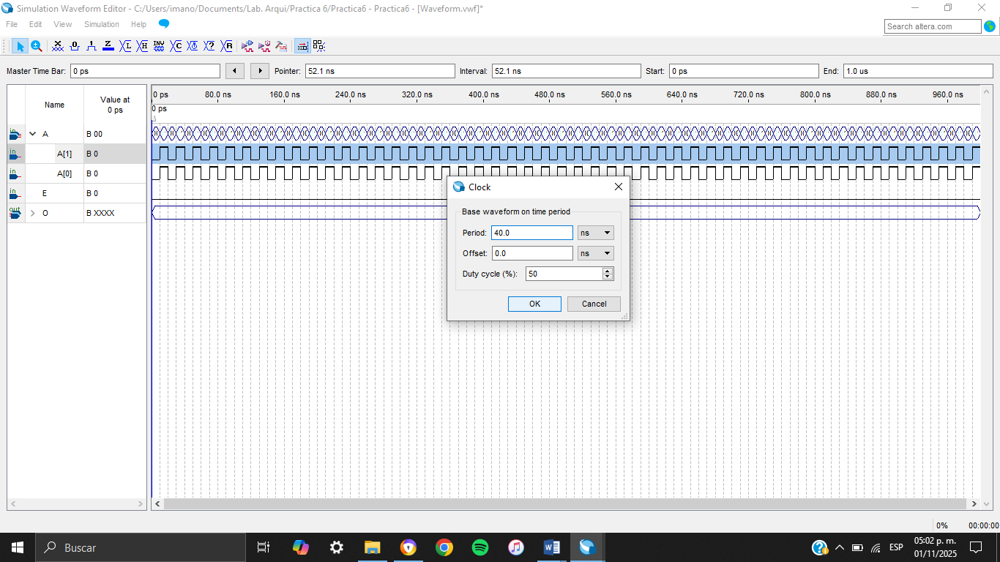 Simulation Waveform Editor - C:/Users/imano/Documents/Lab. Arqui/Practica 6/Practica6 - Practica6 - [Waveform.vwf]*
File Edit View Simulation Help
Search altera.com
Master Time Bar: 0 ps Pointer: 52.1 ns Interval: 52.1 ns Start: 0 ps End: 1.0 us
Name Value at 0 ps
0 ps 80.0 ns 160.0 ns 240.0 ns 320.0 ns 400.0 ns 480.0 ns 560.0 ns 640.0 ns 720.0 ns 800.0 ns 880.0 ns 960.0 ns
0 ps
in A B 00
in A[1] B 0
in A[0] B 0
in E B 0
out O B XXXX
Clock
Base waveform on time period
Period: 40.0 ns
Offset: 0.0 ns
Duty cycle (%): 50
OK Cancel
0% 00:00:00
Buscar
ESP
05:02 p. m.
01/11/2025